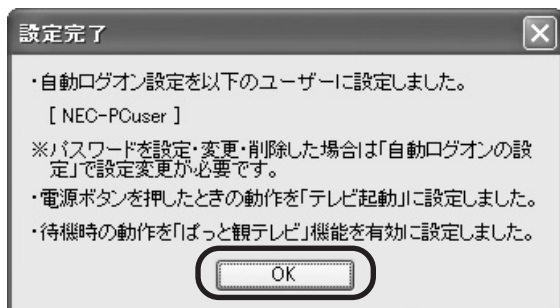 設定完了
・自動ログオン設定を以下のユーザーに設定しました。
[ NEC-PCuser ]
※パスワードを設定・変更・削除した場合は「自動ログオンの設
定」で設定変更が必要です。
・電源ボタンを押したときの動作を「テレビ起動」に設定しました。
・待機時の動作を「ぱっと観テレビ」機能を有効に設定しました。
OK